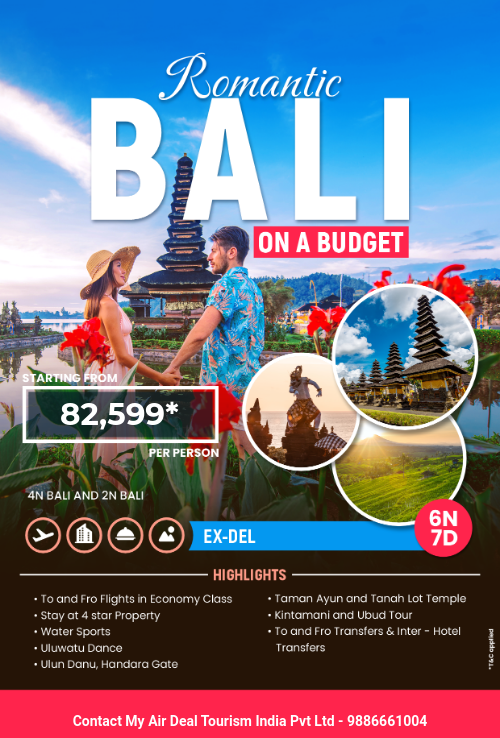 Romantic
BALI
ON A BUDGET
STARTING FROM
82,599*
PER PERSON
4N BALI AND 2N BALI
EX-DEL
6N
7D
HIGHLIGHTS
• To and Fro Flights in Economy Class
• Stay at 4 star Property
• Water Sports
• Uluwatu Dance
• Ulun Danu, Handara Gate
• Taman Ayun and Tanah Lot Temple
• Kintamani and Ubud Tour
• To and Fro Transfers & Inter - Hotel
Transfers
*T&C applied
Contact My Air Deal Tourism India Pvt Ltd - 9886661004